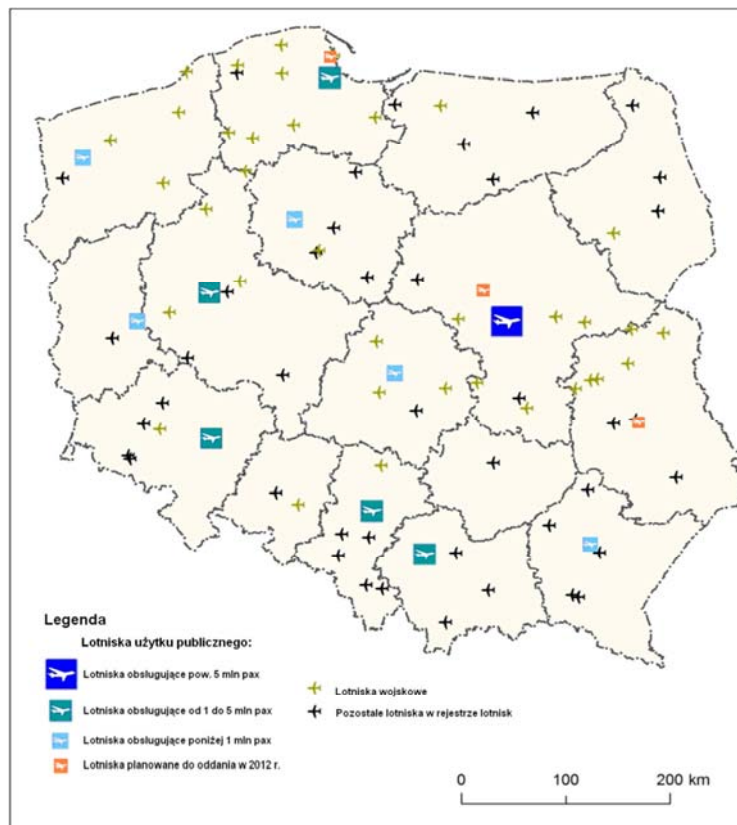 Legenda
Lotniska użytku publicznego:
Lotniska obsługujące pow. 5 mln pax
Lotniska obsługujące od 1 do 5 mln pax
Lotniska obsługujące poniżej 1 mln pax
Lotniska planowane do oddania w 2012 r.
Lotniska wojskowe
Pozostałe lotniska w rejestrze lotnisk
0 100 200 km